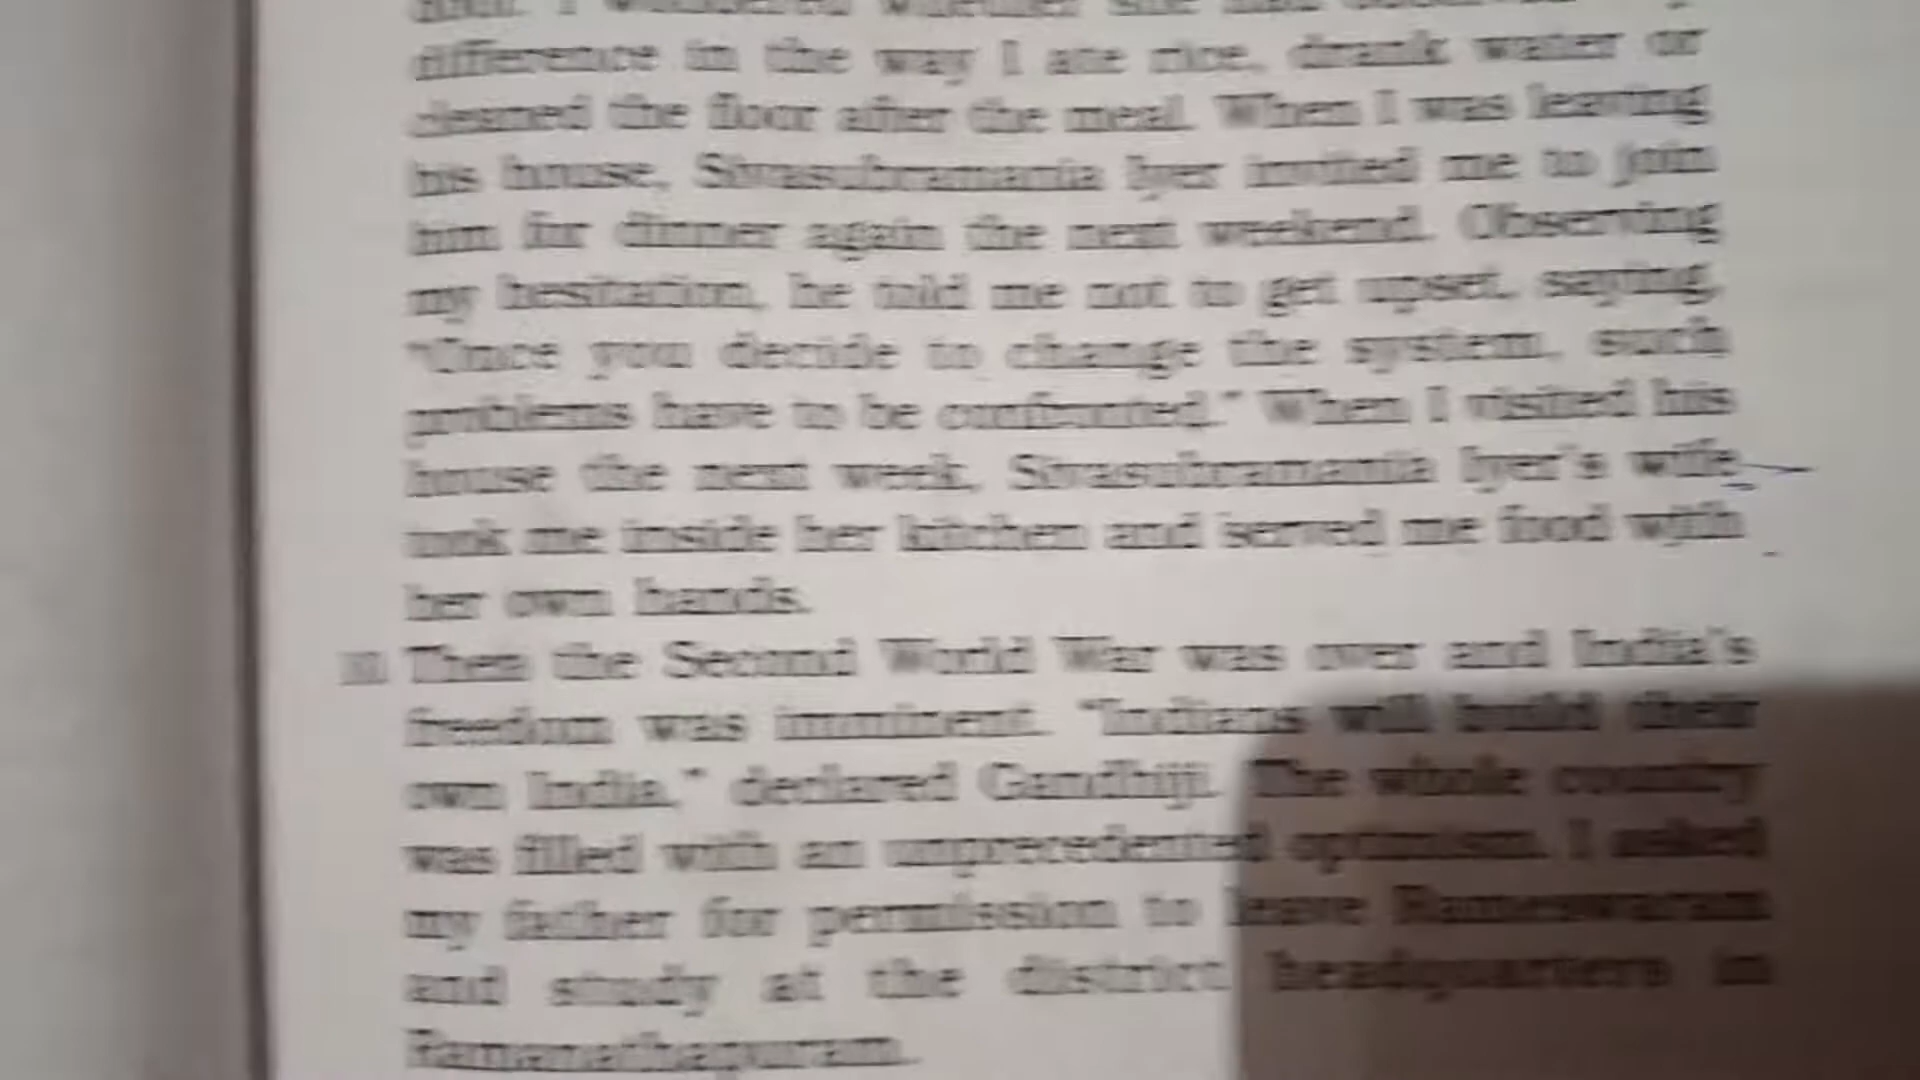 difference in the way I ate rice, drank water or
cleaned the floor after the meal. When I was leaving
his house, Sivasubramania Iyer invited me to join
him for dinner again the next weekend. Observing
my hesitation, he told me not to get upset, saying,
“Once you decide to change the system, such
problems have to be confronted.” When I visited his
house the next week, Sivasubramania Iyer's wife
took me inside her kitchen and served me food with
her own hands.
Then the Second World War was over and India's
freedom was imminent. “Indians will build their
own India,” declared Gandhiji. The whole country
was filled with an unprecedented optimism. I asked
my father for permission to leave Rameswaram
and study at the district headquarters in
Ramanathapuram.